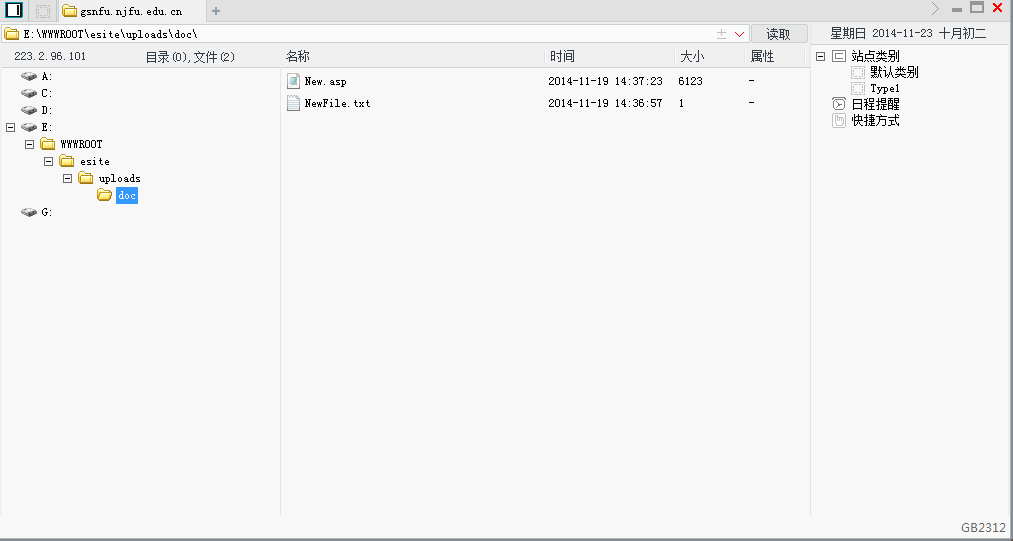 gsnfu.njfu.edu.cn
E:\WWWROOT\esite\uploads\doc\
读取
星期日 2014-11-23 十月初二
223.2.96.101 目录(0),文件(2)
名称 时间 大小 属性
站点类别
默认类别
Type1
日程提醒
快捷方式
A:
C:
D:
E:
WWWROOT
esite
uploads
doc
G:
New.asp 2014-11-19 14:37:23 6123 -
NewFile.txt 2014-11-19 14:36:57 1 -
GB2312